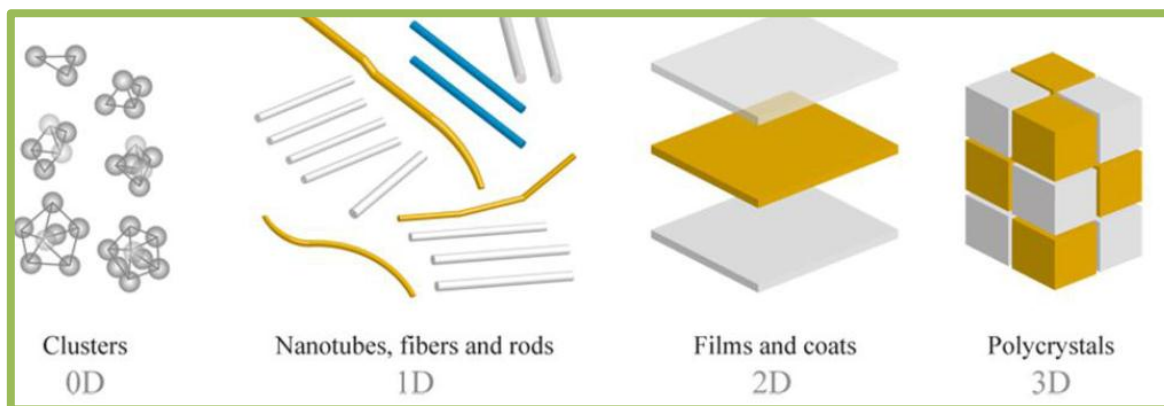 Clusters
0D
Nanotubes, fibers and rods
1D
Films and coats
2D
Polycrystals
3D